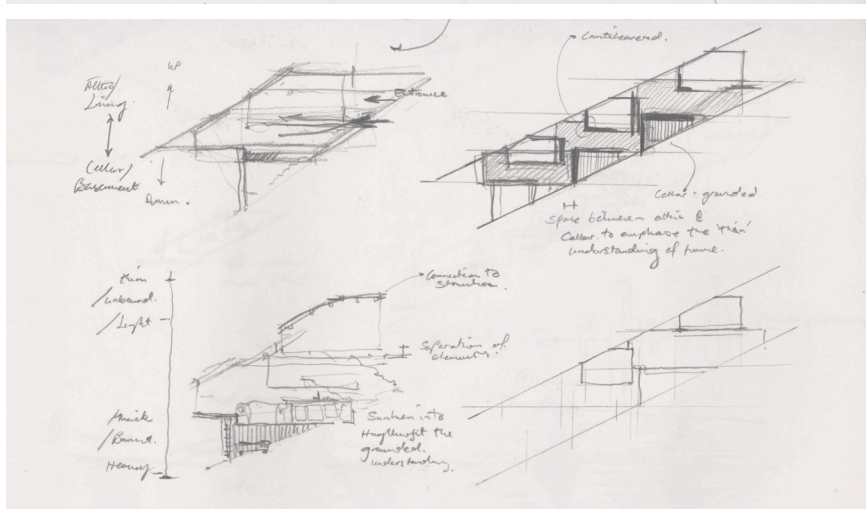 UP
Attic/
Living.
Cellar/
Basement
Down.
Entrance
Cantilevered.
Cellar - grounded
Space between attic &
Cellar to emphasise the 'thin'
understanding of frame.
thin
/unbound.
/Light
Connection to
Structure.
Separation of
elements.
thick
/Bound.
Heavy.
Sunken into
the
grounded.
understanding.